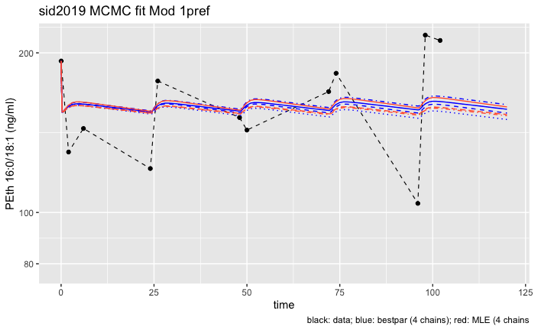 sid2019 MCMC fit Mod 1pref
PEth 16:0/18:1 (ng/ml)
200
100
80
0
25
50
75
100
125
time
black: data; blue: bestpar (4 chains); red: MLE (4 chains